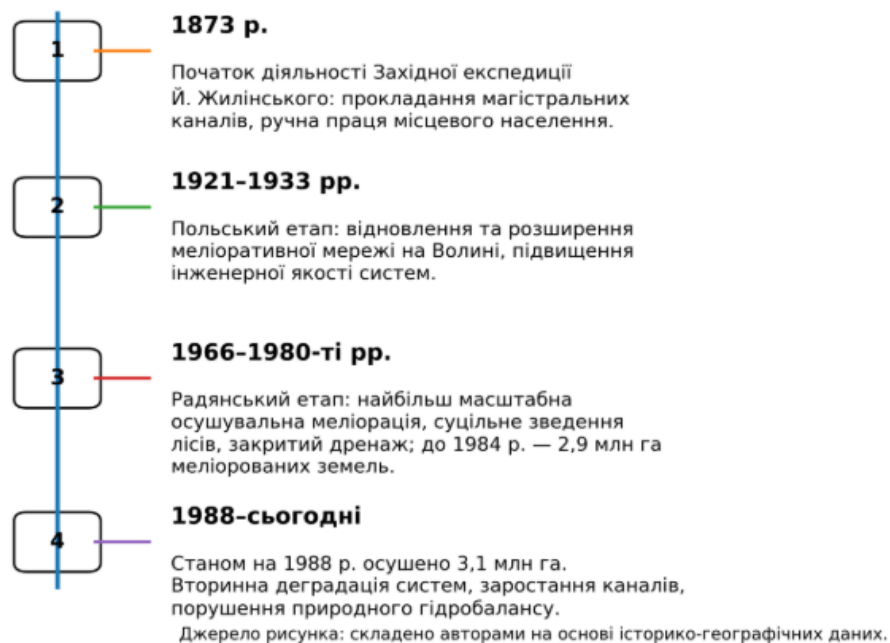 1
1873 р.
Початок діяльності Західної експедиції
Й. Жилінського: прокладання магістральних
каналів, ручна праця місцевого населення.
2
1921–1933 рр.
Польський етап: відновлення та розширення
меліоративної мережі на Волині, підвищення
інженерної якості систем.
3
1966–1980-ті рр.
Радянський етап: найбільш масштабна
осушувальна меліорація, суцільне зведення
лісів, закритий дренаж; до 1984 р. — 2,9 млн га
меліорованих земель.
4
1988–сьогодні
Станом на 1988 р. осушено 3,1 млн га.
Вторинна деградація систем, заростання каналів,
порушення природного гідробалансу.
Джерело рисунка: складено авторами на основі історико-географічних даних.